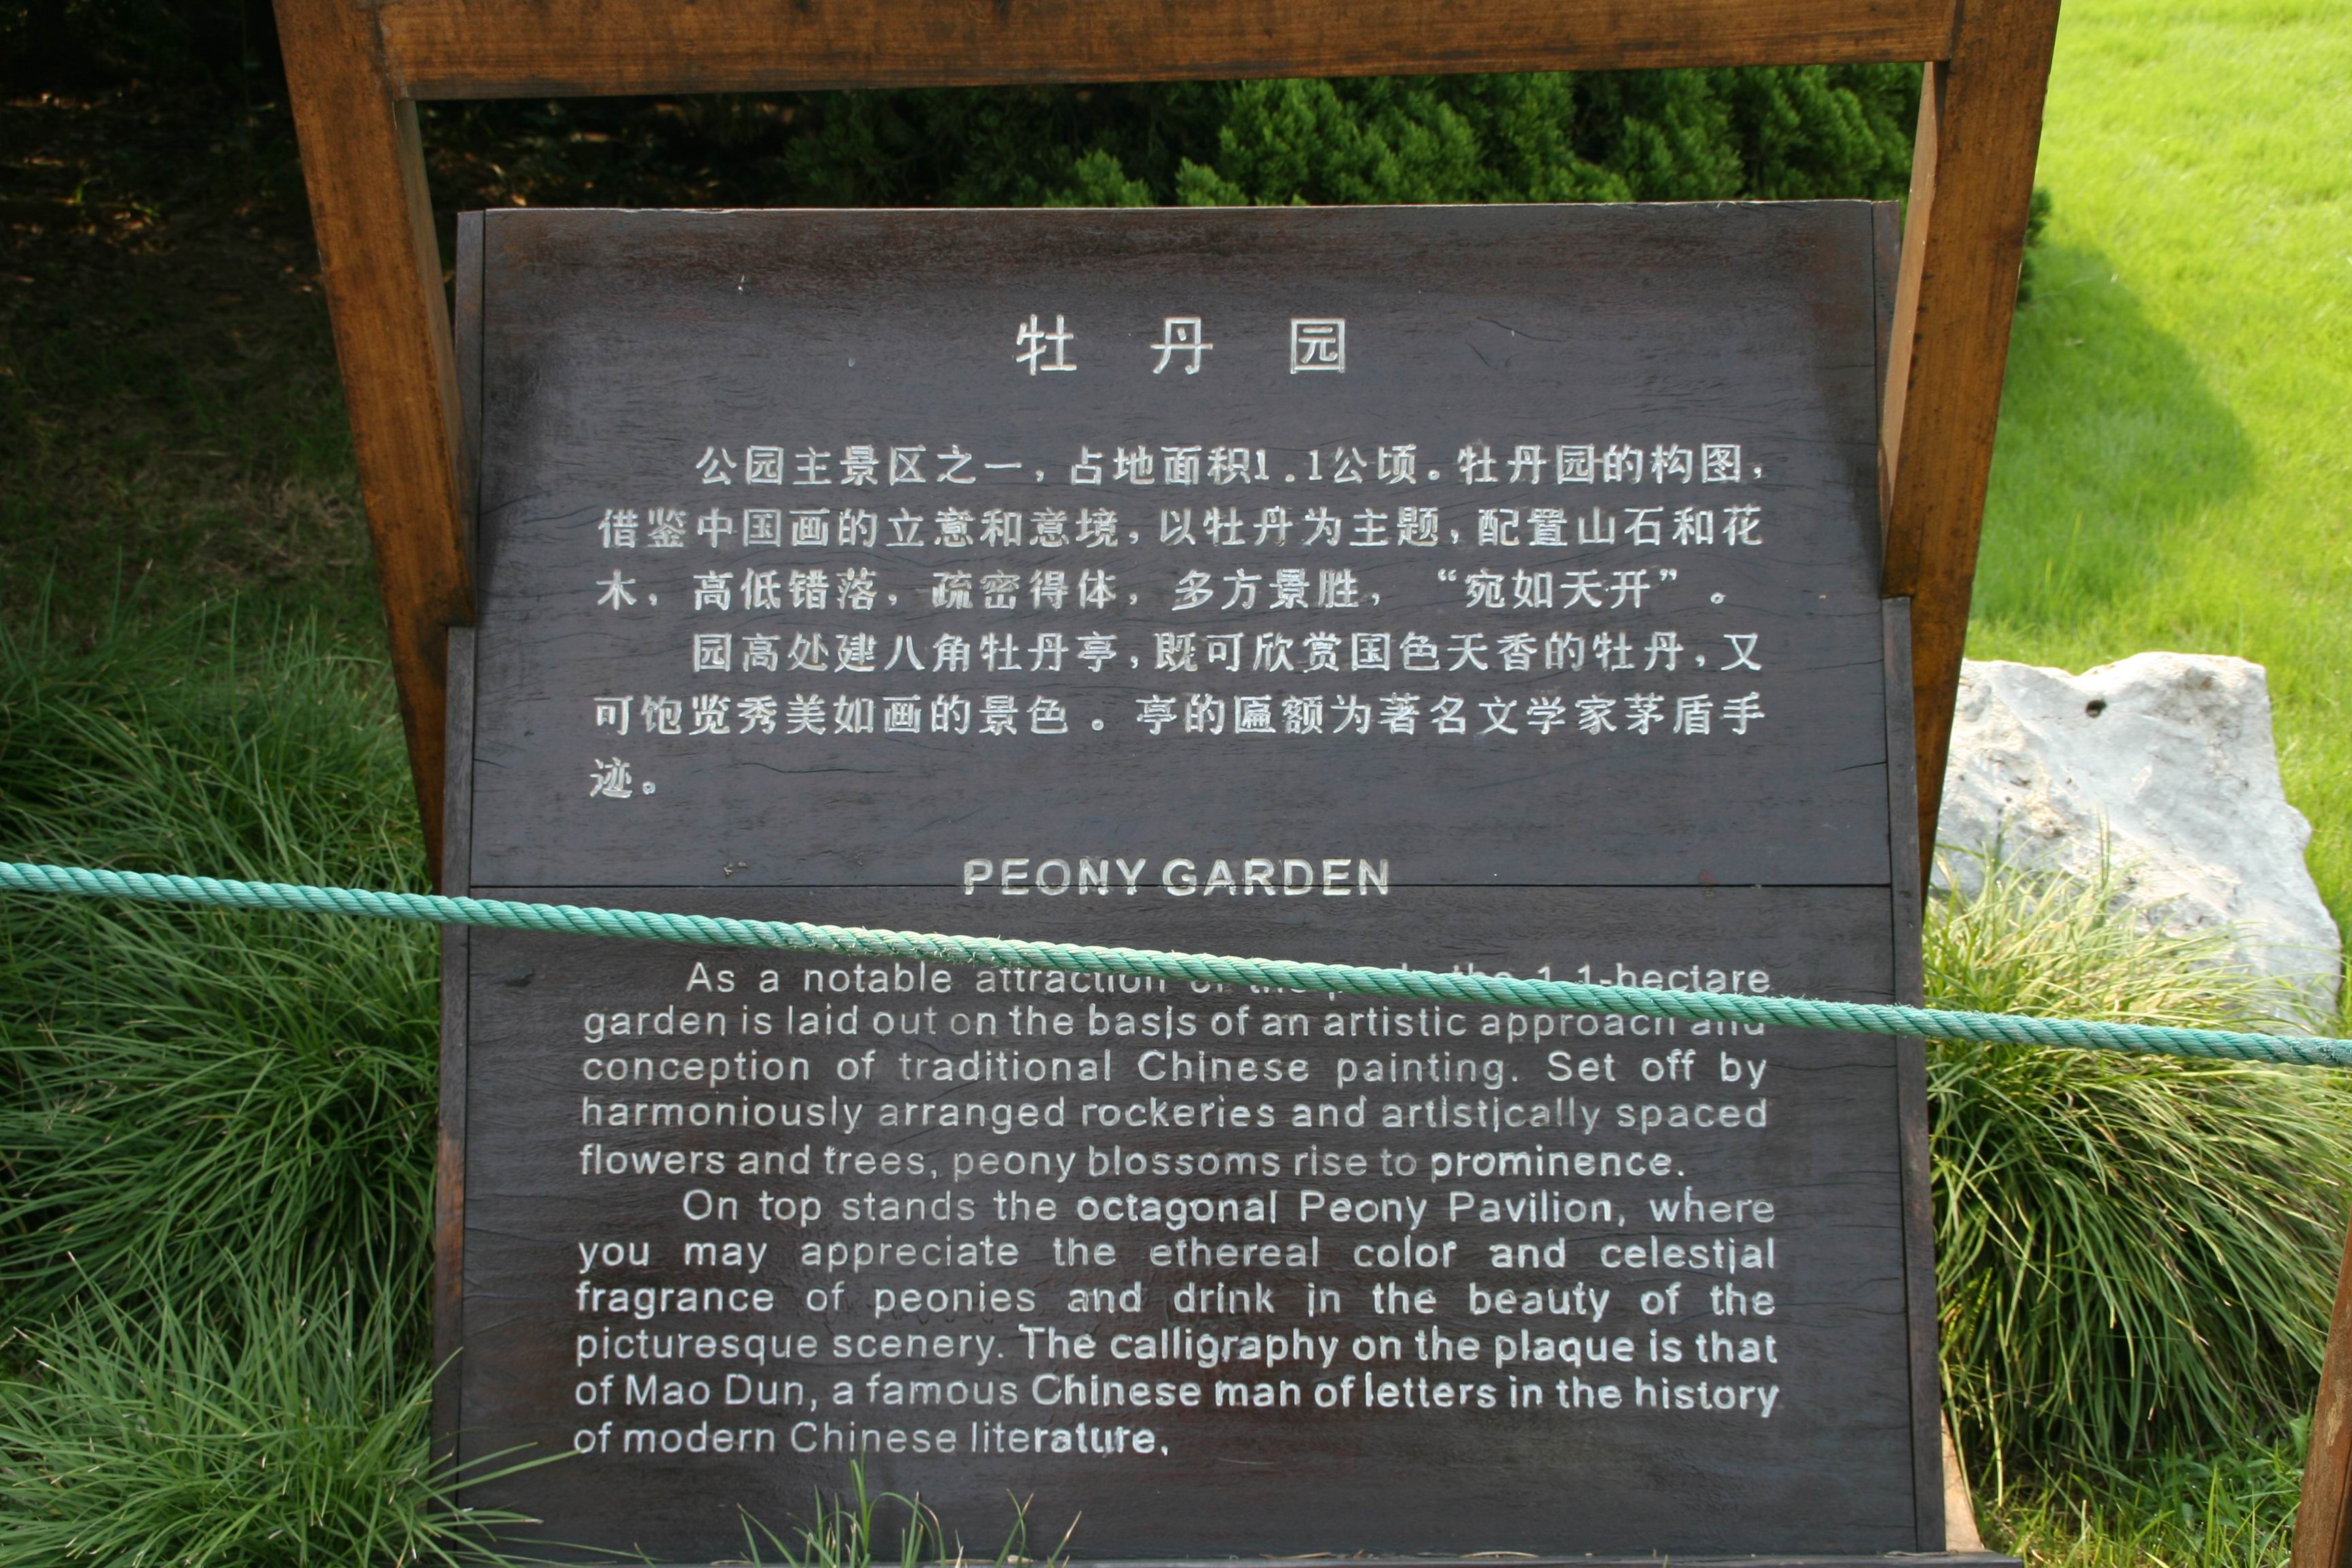 牡丹园
公园主景区之一，占地面积1.1公顷。牡丹园的构图，
借鉴中国画的立意和意境，以牡丹为主题，配置山石和花
木，高低错落，疏密得体，多方景胜，“宛如天开”。
园高处建八角牡丹亭，既可欣赏国色天香的牡丹，又
可饱览秀美如画的景色。亭的匾额为著名文学家茅盾手
迹。
PEONY GARDEN
As a notable attraction of the park, the 1.1-hectare
garden is laid out on the basis of an artistic approach and
conception of traditional Chinese painting. Set off by
harmoniously arranged rockeries and artistically spaced
flowers and trees, peony blossoms rise to prominence.
On top stands the octagonal Peony Pavilion, where
you may appreciate the ethereal color and celestial
fragrance of peonies and drink in the beauty of the
picturesque scenery. The calligraphy on the plaque is that
of Mao Dun, a famous Chinese man of letters in the history
of modern Chinese literature.